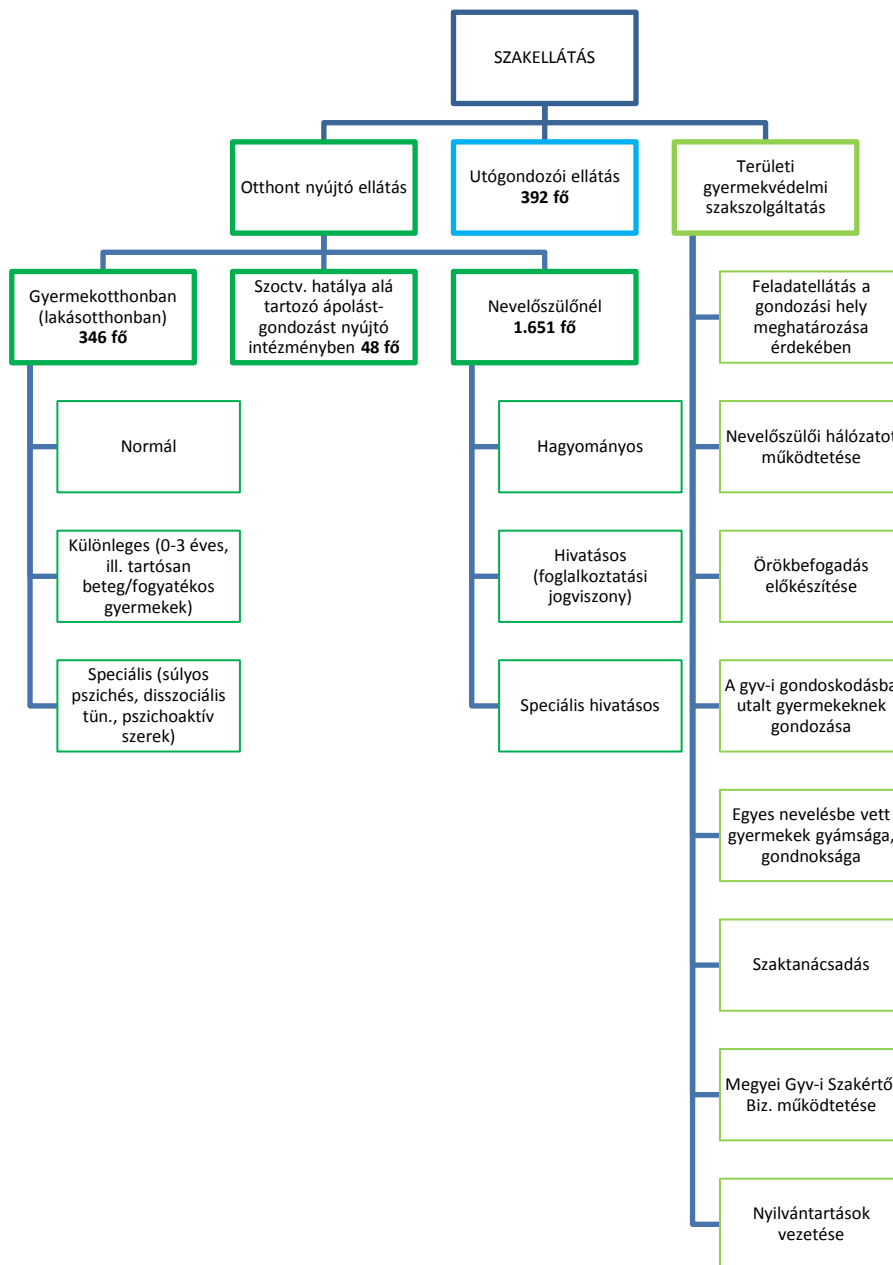 SZAKELLÁTÁS
Otthont nyújtó ellátás
Utógondozói ellátás
392 fő
Területi
gyermekvédelmi
szakszolgáltatás
Gyermekotthonban
(lakásotthonban)
346 fő
Szoctv. hatálya alá
tartozó ápolást-
gondozást nyújtó
intézményben 48 fő
Nevelőszülőnél
1.651 fő
Normál
Különleges (0-3 éves,
ill. tartósan
beteg/fogyatékos
gyermekek)
Speciális (súlyos
pszichés, disszociális
tün., pszichoaktív
szerek)
Hagyományos
Hivatásos
(foglalkoztatási
jogviszony)
Speciális hivatásos
Feladatellátás a
gondozási hely
meghatározása
érdekében
Nevelőszülői hálózatot
működtetése
Örökbefogadás
előkészítése
A gyv-i gondoskodásba
utalt gyermekeknek
gondozása
Egyes nevelésbe vett
gyermekek gyámsága,
gondnoksága
Szaktanácsadás
Megyei Gyv-i Szakértői
Biz. működtetése
Nyilvántartások
vezetése